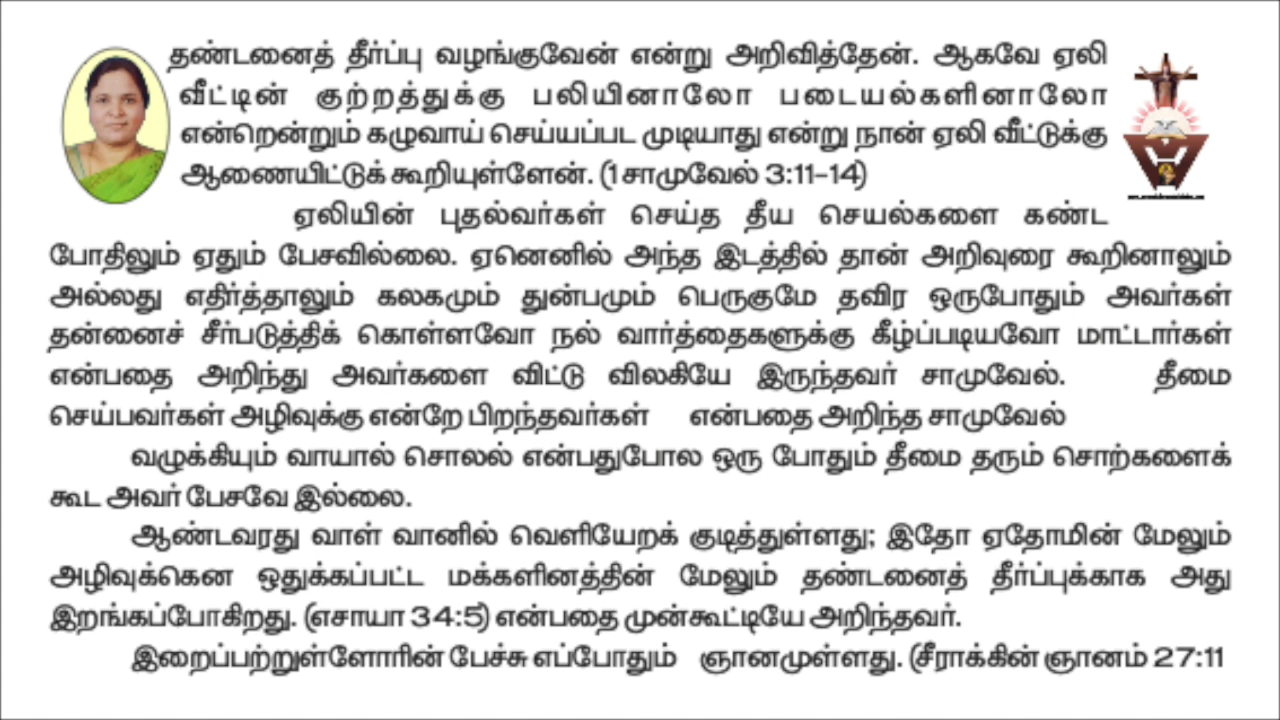 தண்டனைத் தீர்ப்பு வழங்குவேன் என்று அறிவித்தேன். ஆகவே ஏலி
வீட்டின் குற்றத்துக்கு பலியினாலோ படையல்களினாலோ
என்றென்றும் கழுவாய் செய்யப்பட முடியாது என்று நான் ஏலி வீட்டுக்கு
ஆணையிட்டுக் கூறியுள்ளேன். (1 சாமுவேல் 3:11-14)
ஏலியின் புதல்வர்கள் செய்த தீய செயல்களை கண்ட
போதிலும் ஏதும் பேசவில்லை. ஏனெனில் அந்த இடத்தில் தான் அறிவுரை கூறினாலும்
அல்லது எதிர்த்தாலும் கலகமும் துன்பமும் பெருகுமே தவிர ஒருபோதும் அவர்கள்
தன்னைச் சீர்படுத்திக் கொள்ளவோ நல் வார்த்தைகளுக்கு கீழ்ப்படியவோ மாட்டார்கள்
என்பதை அறிந்து அவர்களை விட்டு விலகியே இருந்தவர் சாமுவேல். தீமை
செய்பவர்கள் அழிவுக்கு என்றே பிறந்தவர்கள் என்பதை அறிந்த சாமுவேல்
வழுக்கியும் வாயால் சொலல் என்பதுபோல ஒரு போதும் தீமை தரும் சொற்களைக்
கூட அவர் பேசவே இல்லை.
ஆண்டவரது வாள் வானில் வெளியேறக் குடித்துள்ளது; இதோ ஏதோமின் மேலும்
அழிவுக்கென ஒதுக்கப்பட்ட மக்களினத்தின் மேலும் தண்டனைத் தீர்ப்புக்காக அது
இறங்கப்போகிறது. (எசாயா 34:5) என்பதை முன்கூட்டியே அறிந்தவர்.
இறைப்பற்றுள்ளோரின் பேச்சு எப்போதும் ஞானமுள்ளது. (சீராக்கின் ஞானம் 27:11